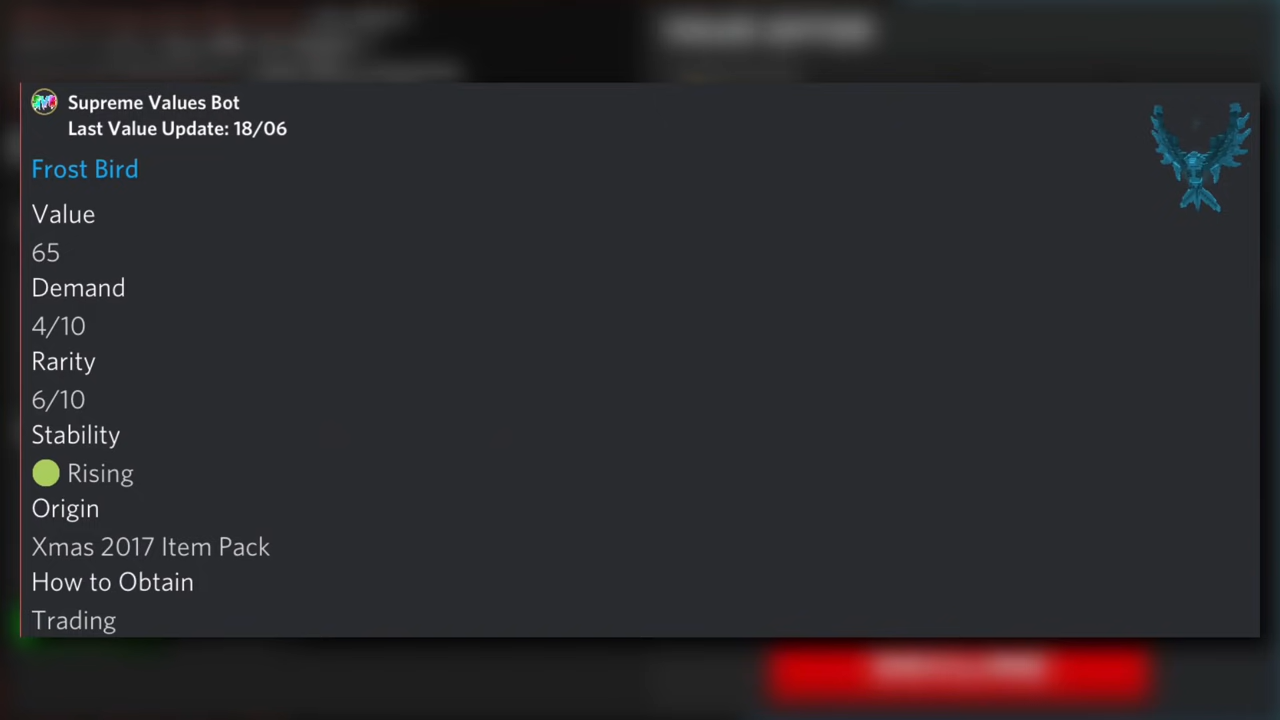 Supreme Values Bot
Last Value Update: 18/06
Frost Bird
Value
65
Demand
4/10
Rarity
6/10
Stability
Rising
Origin
Xmas 2017 Item Pack
How to Obtain
Trading